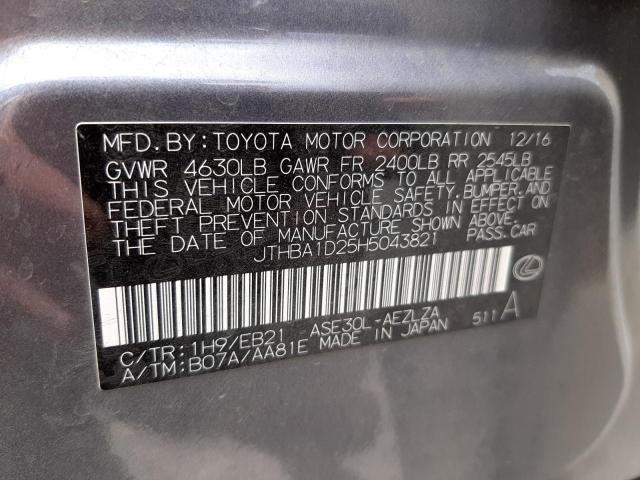 MFD. BY: TOYOTA MOTOR CORPORATION 12/16
GVWR 4630LB GAWR FR 2400LB RR 2545LB
THIS VEHICLE CONFORMS TO ALL APPLICABLE
FEDERAL MOTOR VEHICLE SAFETY, BUMPER, AND
THEFT PREVENTION STANDARDS IN EFFECT ON
THE DATE OF MANUFACTURE SHOWN ABOVE.
JTHBA1D25H5043821 PASS. CAR
C/TR: 1H9/EB21 ASE30L-AEZLZA
A/TM: B07A/AA81E MADE IN JAPAN 511 A